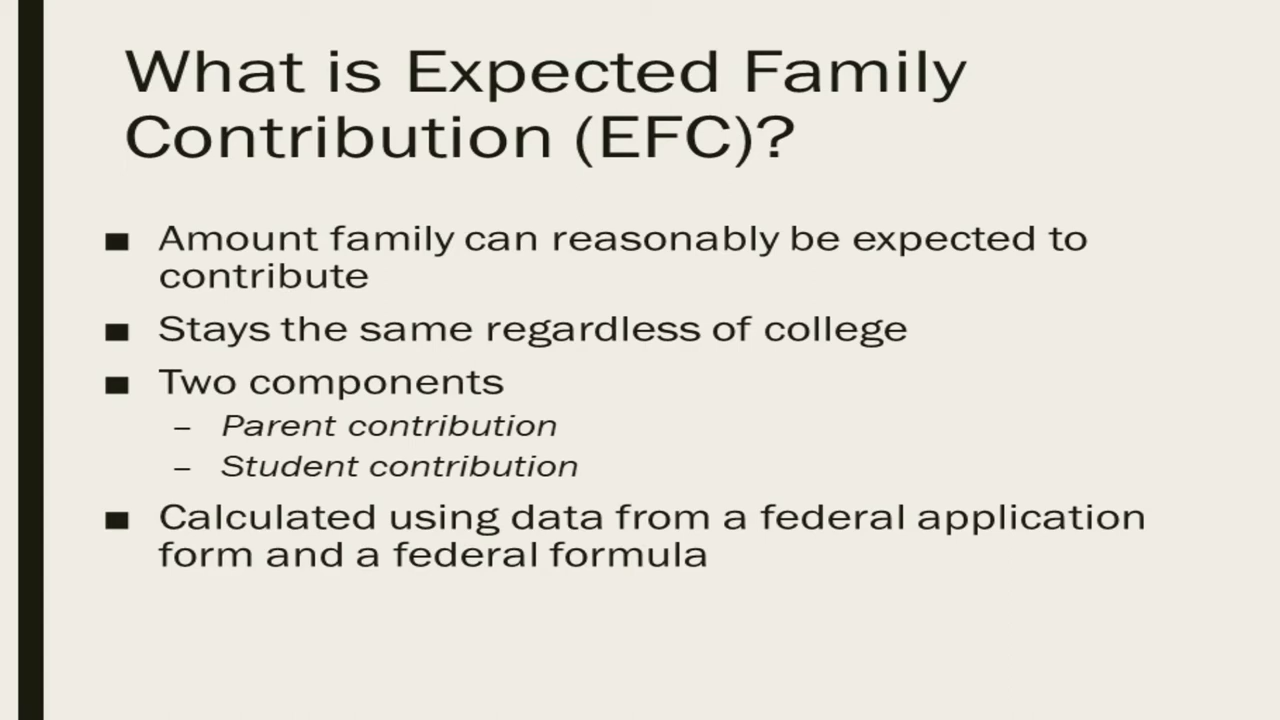 What is Expected Family
Contribution (EFC)?
■ Amount family can reasonably be expected to
contribute
■ Stays the same regardless of college
■ Two components
– Parent contribution
– Student contribution
■ Calculated using data from a federal application
form and a federal formula